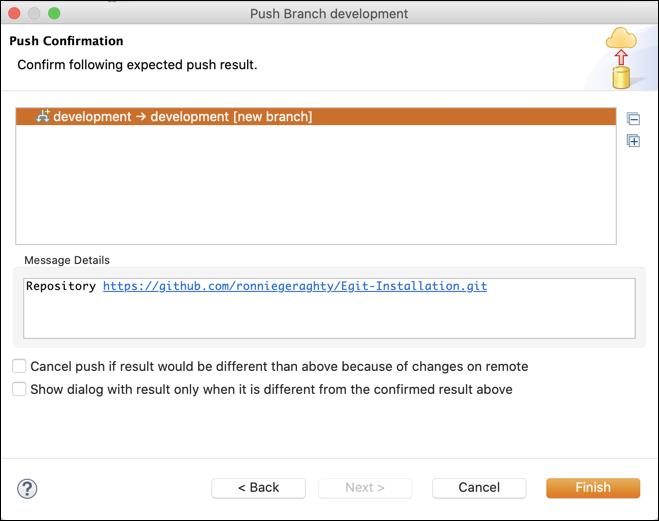 Push Branch development
Push Confirmation
Confirm following expected push result.
development → development [new branch]
Message Details
Repository https://github.com/ronniegeraghty/Egit-Installation.git
Cancel push if result would be different than above because of changes on remote
Show dialog with result only when it is different from the confirmed result above
? < Back Next > Cancel Finish